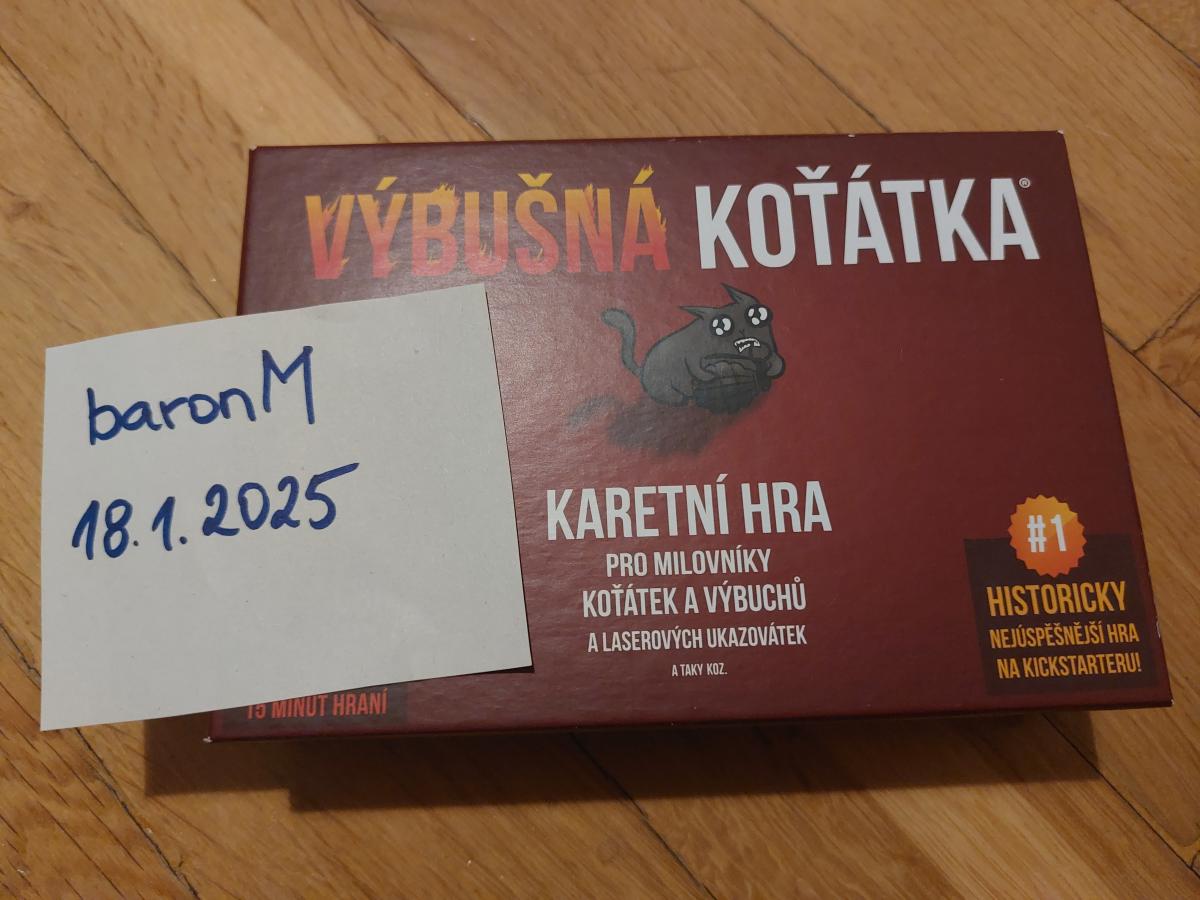 VÝBUŠNÁ KOŤÁTKA®
baronM
18.1.2025
KARETNÍ HRA
PRO MILOVNÍKY
KOŤÁTEK A VÝBUCHŮ
A LASEROVÝCH UKAZOVÁTEK
A TAKY KOZ.
15 MINUT HRANÍ
#1
HISTORICKY
NEJÚSPĚŠNĚJŠÍ HRA
NA KICKSTARTERU!